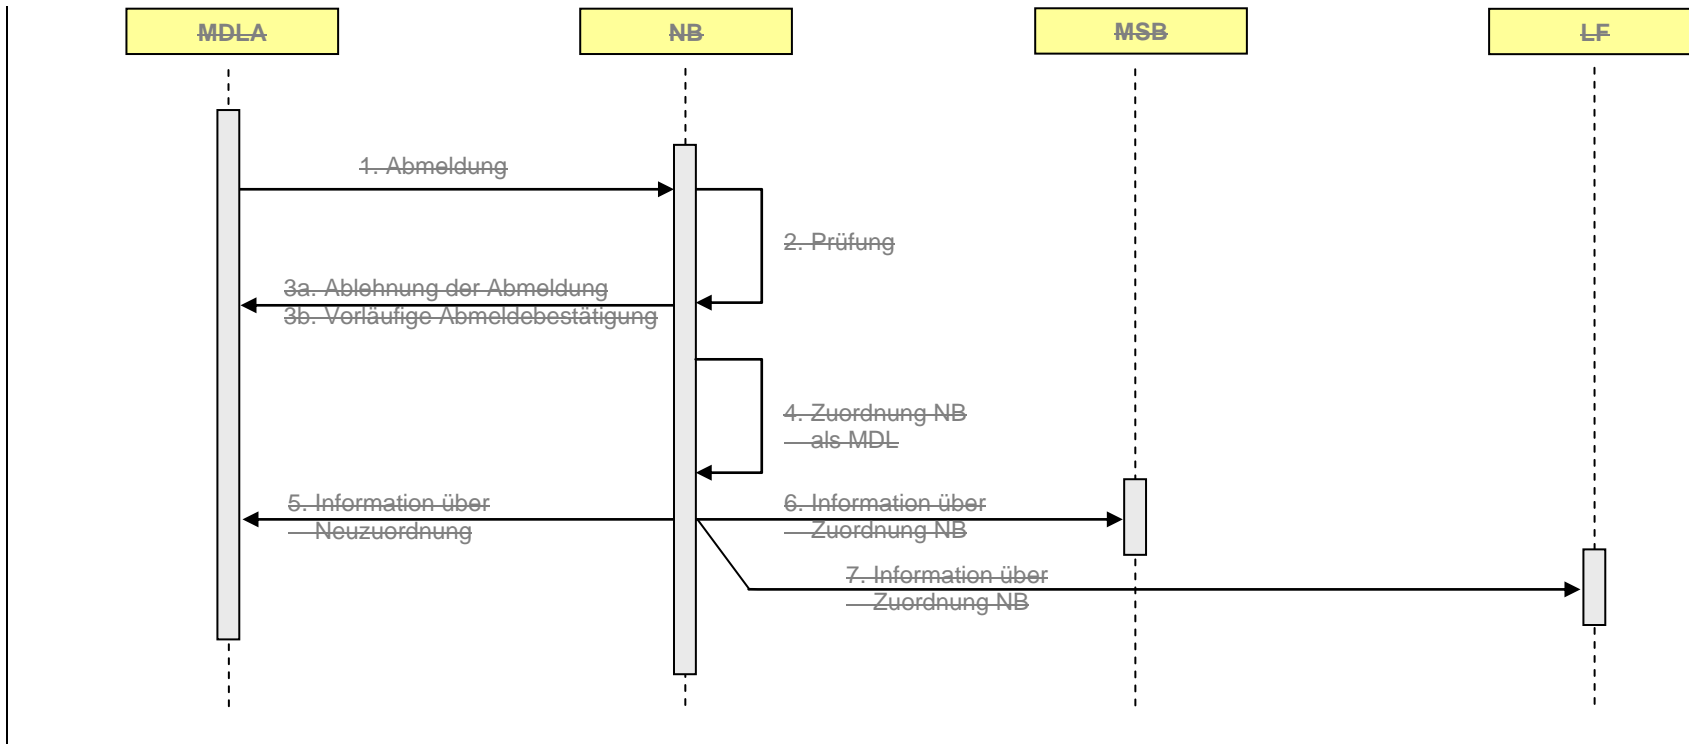 MDLA NB MSB LF
1. Abmeldung
2. Prüfung
3a. Ablehnung der Abmeldung
3b. Vorläufige Abmeldebestätigung
4. Zuordnung NB
als MDL
5. Information über
Neuzuordnung
6. Information über
Zuordnung NB
7. Information über
Zuordnung NB